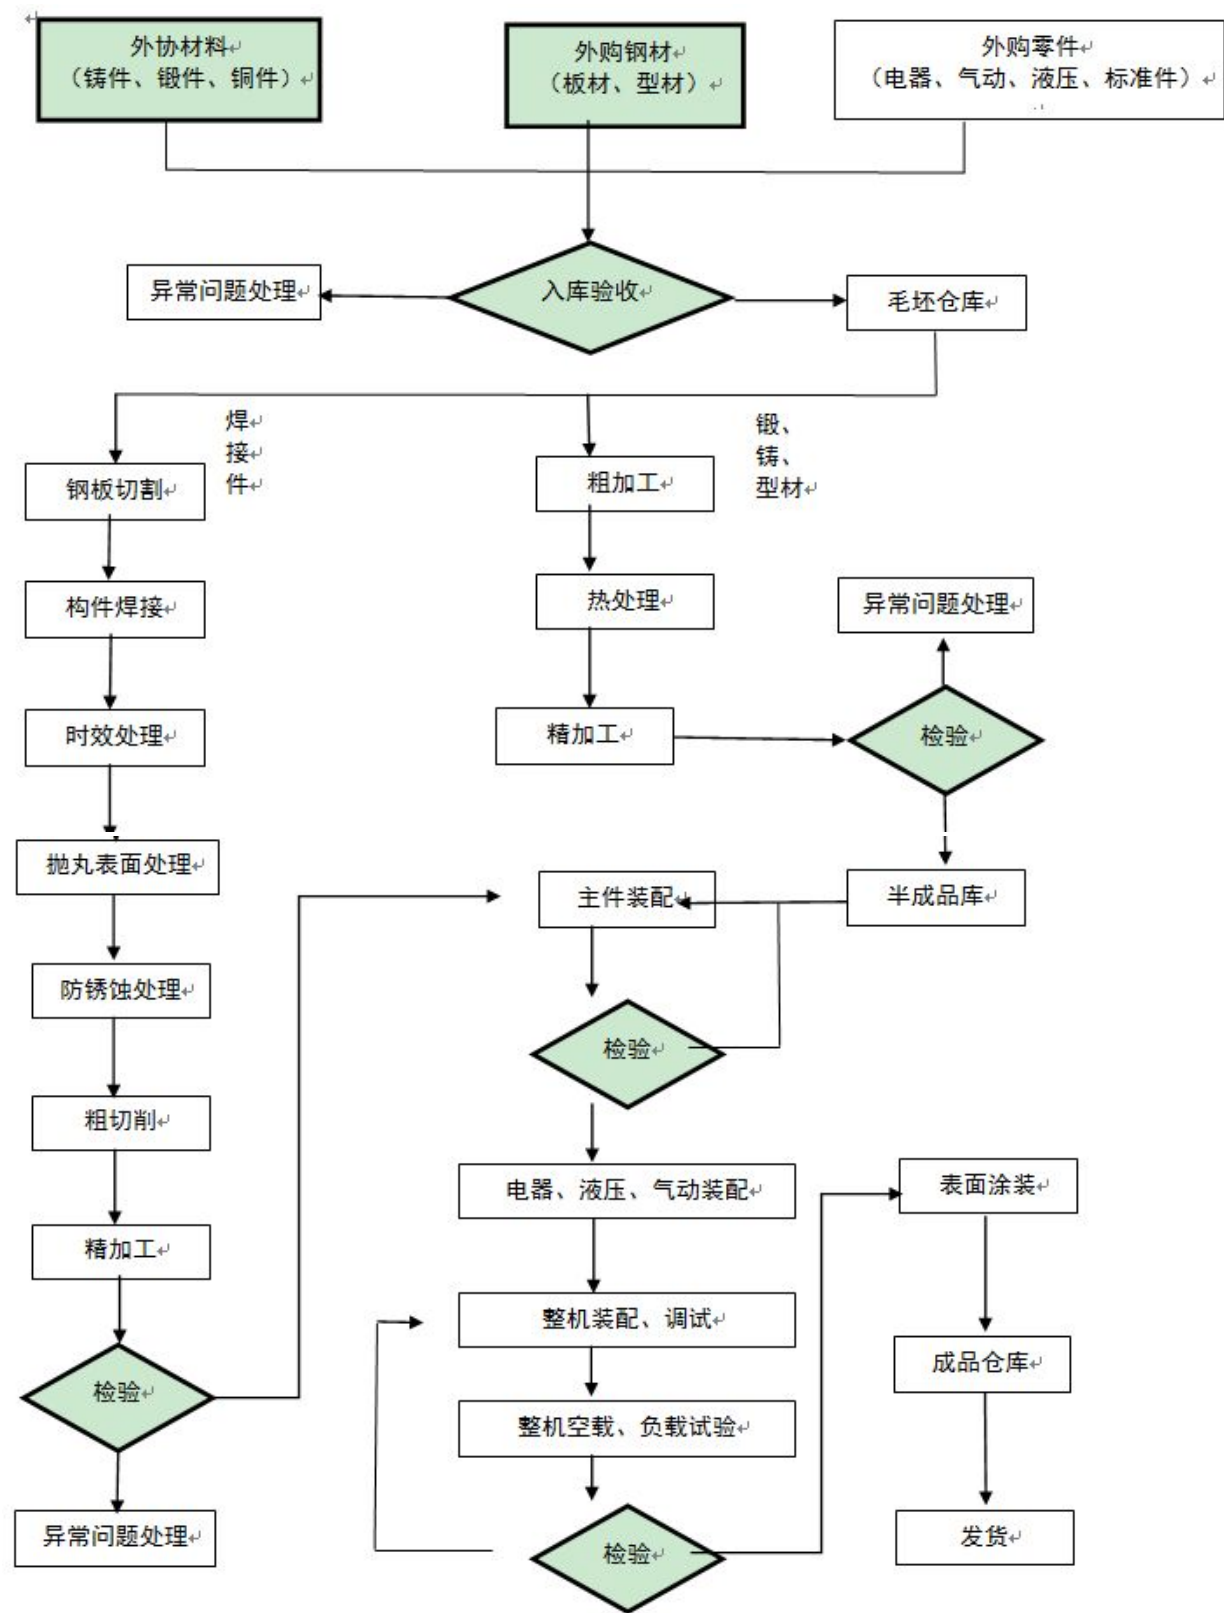 外协材料
（铸件、锻件、铜件）
外购钢材
（板材、型材）
外购零件
（电器、气动、液压、标准件）
异常问题处理
入库验收
毛坯仓库
焊
接
件
锻、
铸、
型材
钢板切割
粗加工
构件焊接
热处理
异常问题处理
时效处理
精加工
检验
抛丸表面处理
主件装配
半成品库
防锈蚀处理
检验
粗切削
电器、液压、气动装配
表面涂装
精加工
整机装配、调试
成品仓库
检验
整机空载、负载试验
异常问题处理
检验
发货